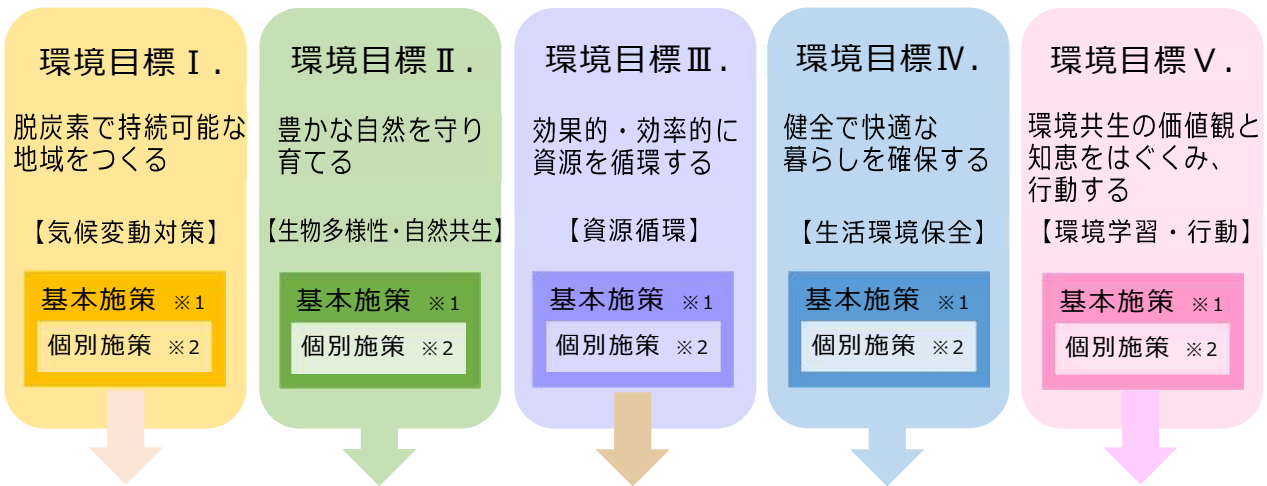 環境目標Ⅰ.
脱炭素で持続可能な
地域をつくる
【気候変動対策】
基本施策 ※1
個別施策 ※2
環境目標Ⅱ.
豊かな自然を守り
育てる
【生物多様性・自然共生】
基本施策 ※1
個別施策 ※2
環境目標Ⅲ.
効果的・効率的に
資源を循環する
【資源循環】
基本施策 ※1
個別施策 ※2
環境目標Ⅳ.
健全で快適な
暮らしを確保する
【生活環境保全】
基本施策 ※1
個別施策 ※2
環境目標Ⅴ.
環境共生の価値観と
知恵をはぐくみ、
行動する
【環境学習・行動】
基本施策 ※1
個別施策 ※2